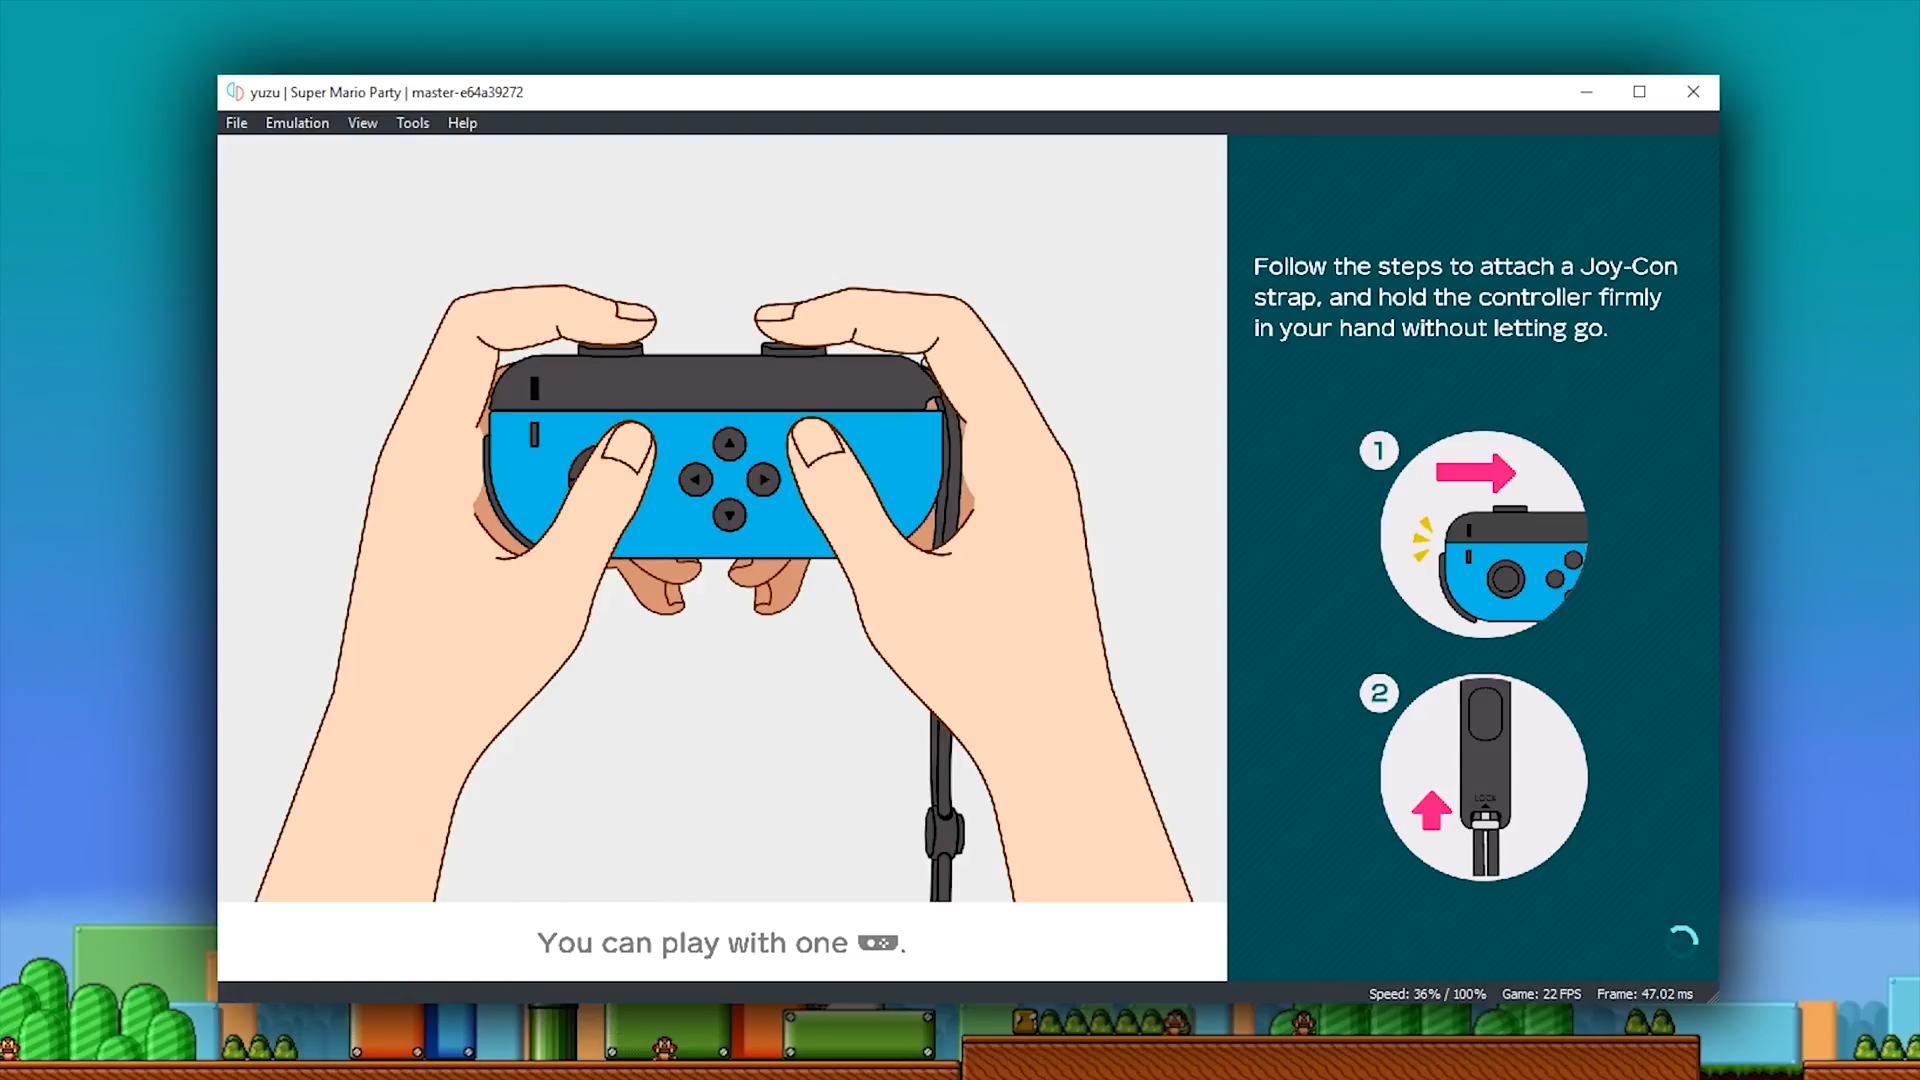 yuzu | Super Mario Party | master-e64a39272
File Emulation View Tools Help
Follow the steps to attach a Joy-Con
strap, and hold the controller firmly
in your hand without letting go.
1
2
LOCK
You can play with one .
Speed: 36% / 100% Game: 22 FPS Frame: 47.02 ms